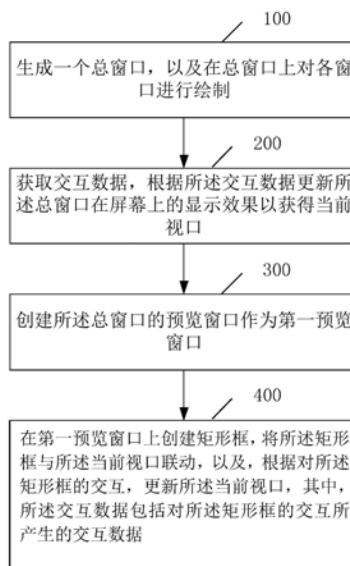 100
生成一个总窗口，以及在总窗口上对各窗
口进行绘制
200
获取交互数据，根据所述交互数据更新所
述总窗口在屏幕上的显示效果以获得当前
视口
300
创建所述总窗口的预览窗口作为第一预览
窗口
400
在第一预览窗口上创建矩形框，将所述矩形
框与所述当前视口联动，以及，根据对所述
矩形框的交互，更新所述当前视口，其中，
所述交互数据包括对所述矩形框的交互所
产生的交互数据